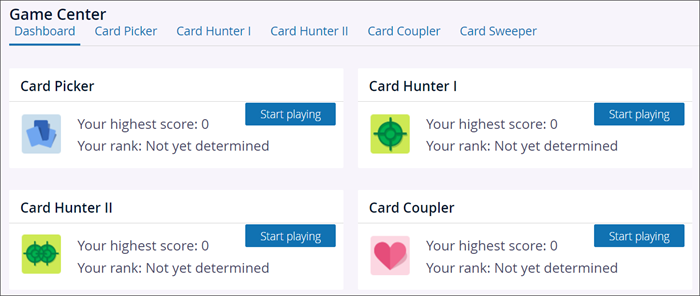 Game Center
Dashboard Card Picker Card Hunter I Card Hunter II Card Coupler Card Sweeper
Card Picker
Start playing
Your highest score: 0
Your rank: Not yet determined
Card Hunter I
Start playing
Your highest score: 0
Your rank: Not yet determined
Card Hunter II
Start playing
Your highest score: 0
Your rank: Not yet determined
Card Coupler
Start playing
Your highest score: 0
Your rank: Not yet determined